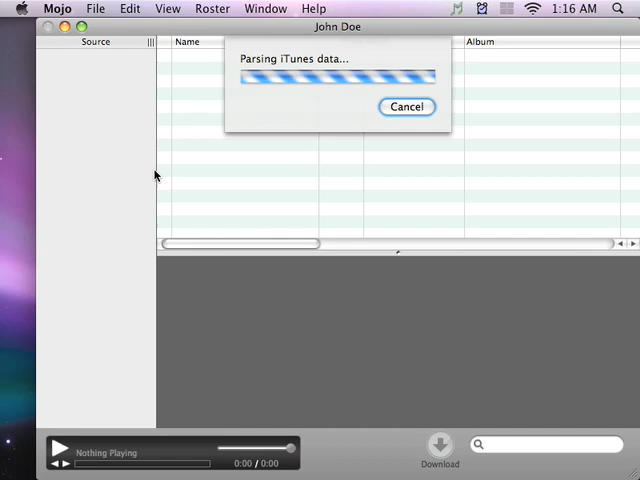 Mojo File Edit View Roster Window Help 1:16 AM
John Doe
Source Name Album
Parsing iTunes data...
Cancel
Nothing Playing
0:00 / 0:00
Download